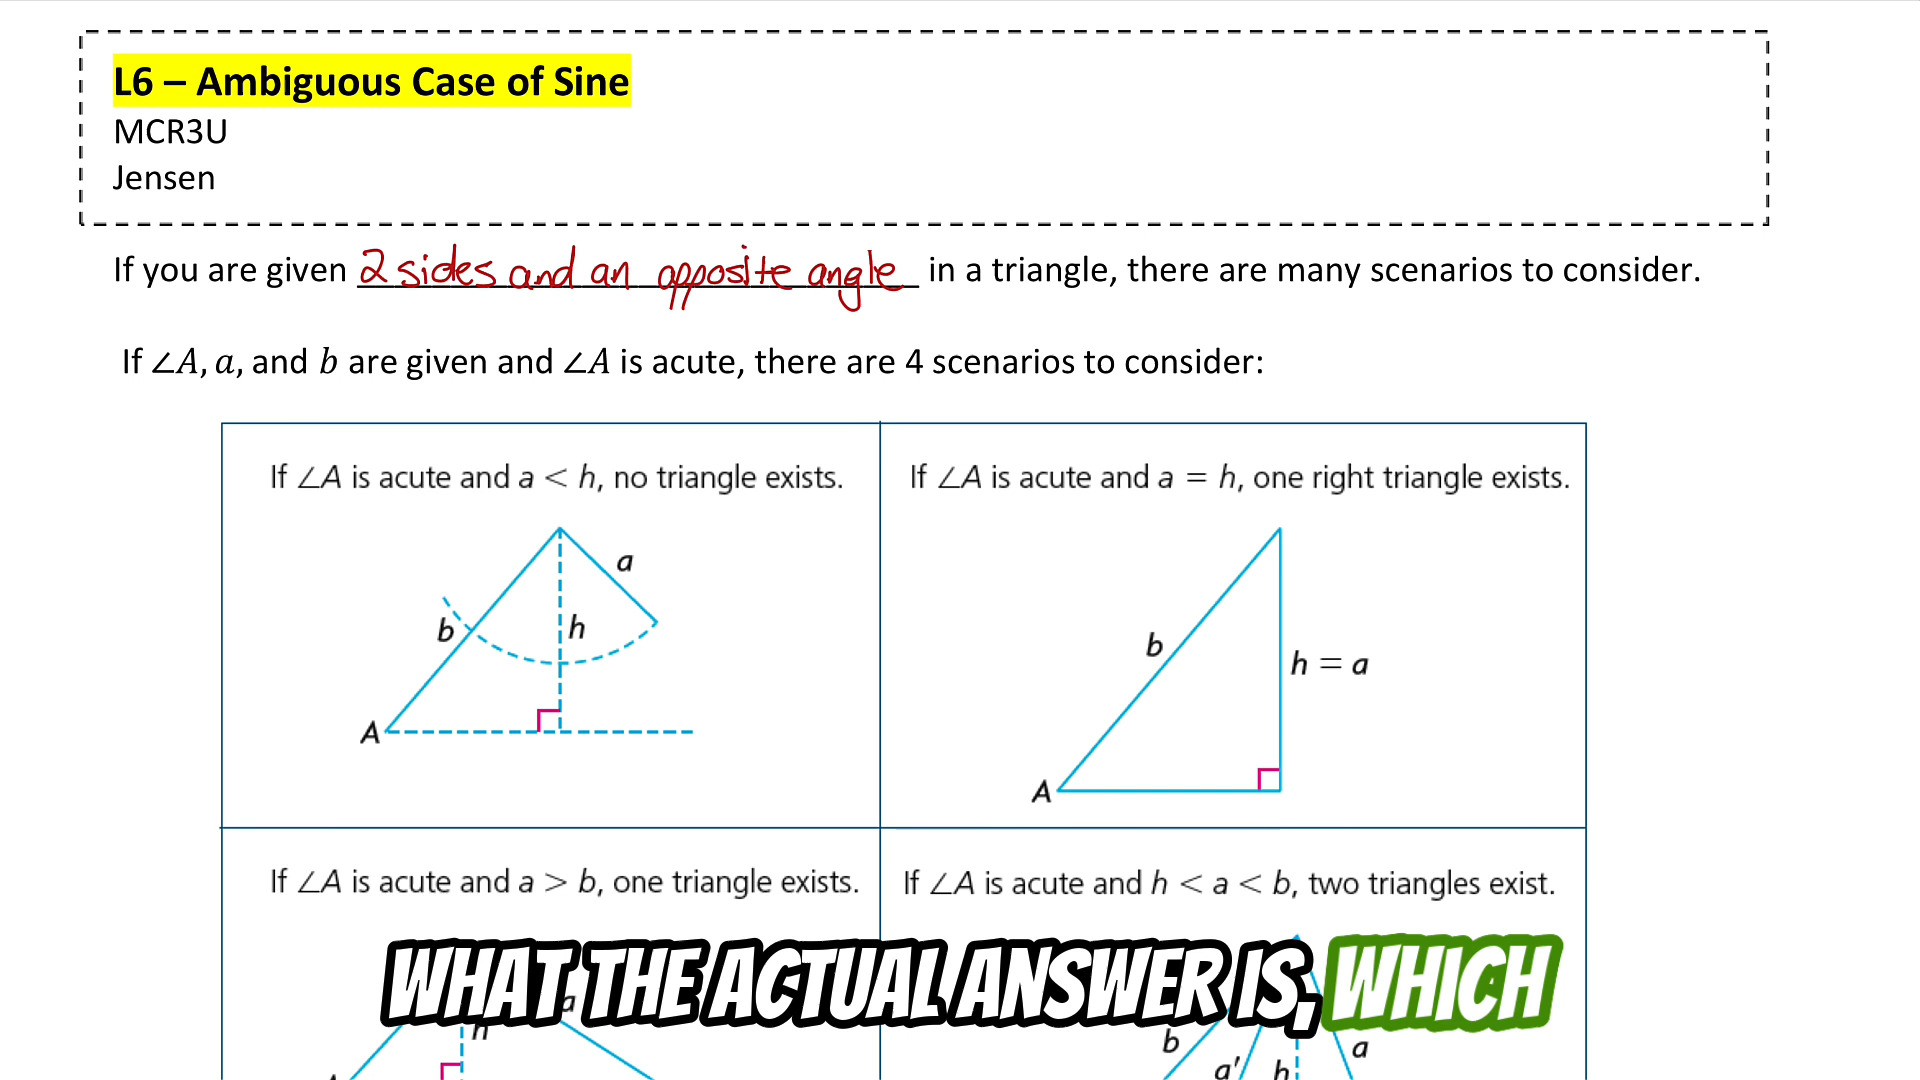 L6 – Ambiguous Case of Sine
MCR3U
Jensen
If you are given 2 sides and an opposite angle in a triangle, there are many scenarios to consider.
If ∠A, a, and b are given and ∠A is acute, there are 4 scenarios to consider:
If ∠A is acute and a < h, no triangle exists.
a
b
h
A
If ∠A is acute and a = h, one right triangle exists.
b
h = a
A
If ∠A is acute and a > b, one triangle exists.
a
h
If ∠A is acute and h < a < b, two triangles exist.
b
a'
h
a
WHAT THE ACTUAL ANSWER IS, WHICH